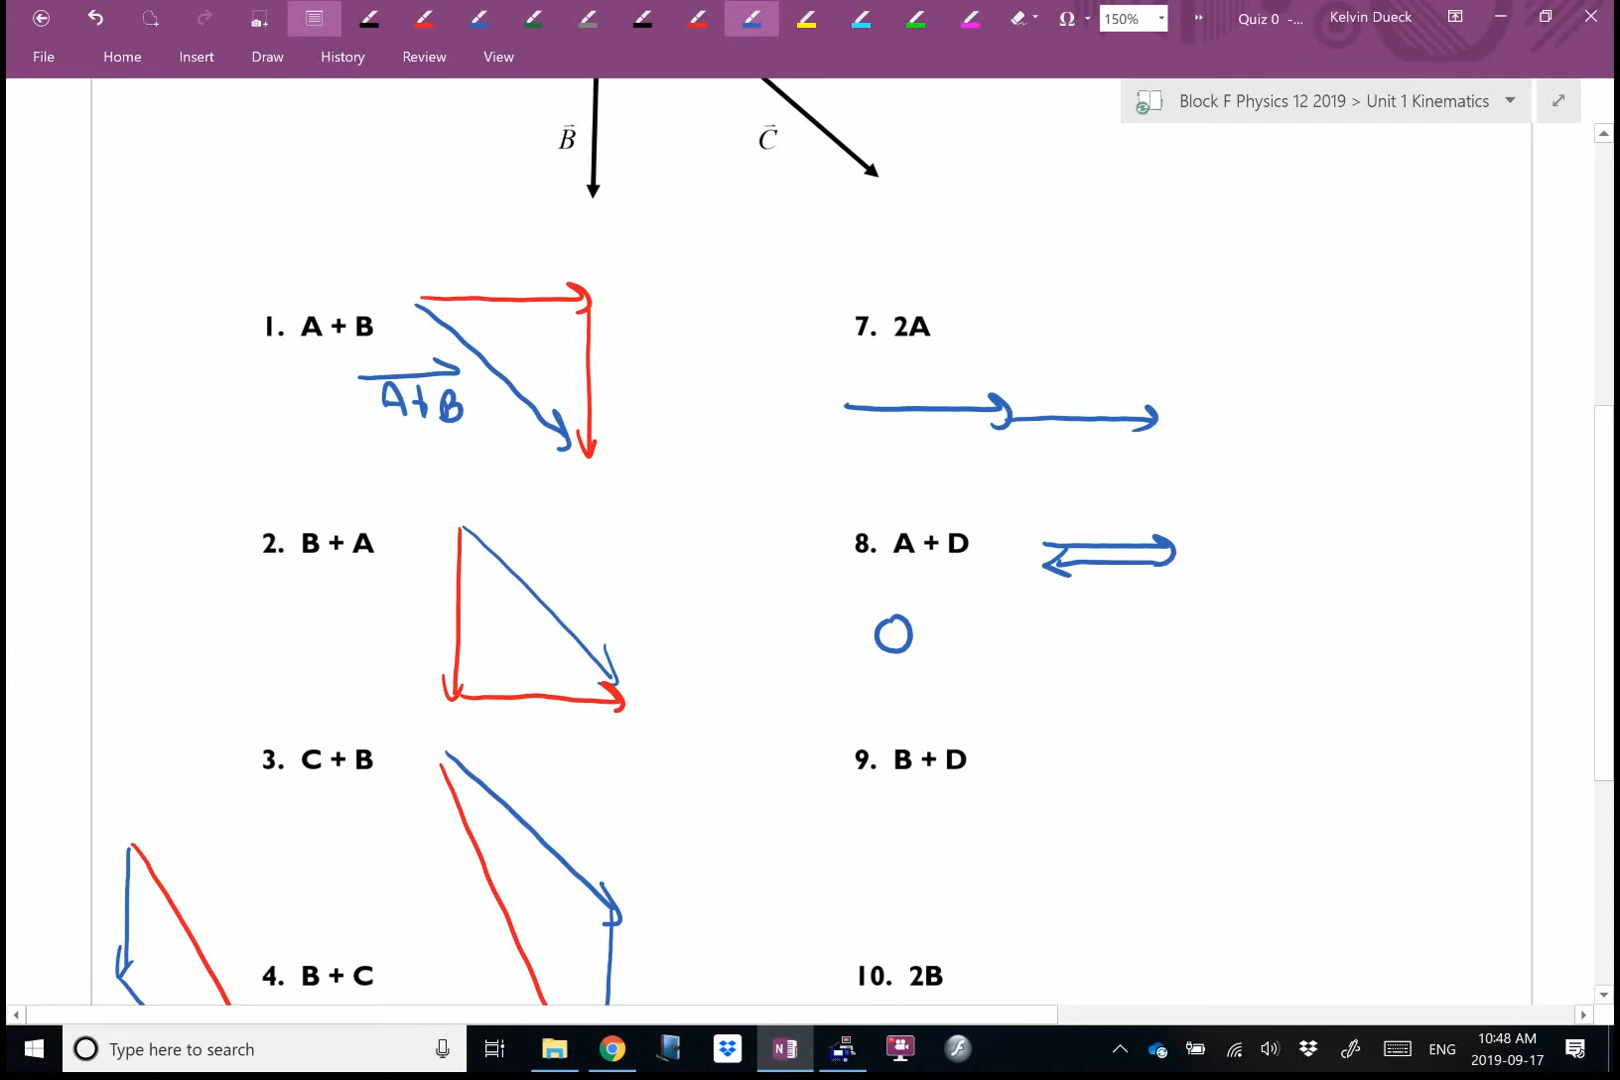 150%
Quiz 0 -...
Kelvin Dueck
File Home Insert Draw History Review View
Block F Physics 12 2019 > Unit 1 Kinematics
B
C
1. A + B
A+B
7. 2A
2. B + A
8. A + D
0
3. C + B
9. B + D
4. B + C
10. 2B
Type here to search
ENG
10:48 AM
2019-09-17